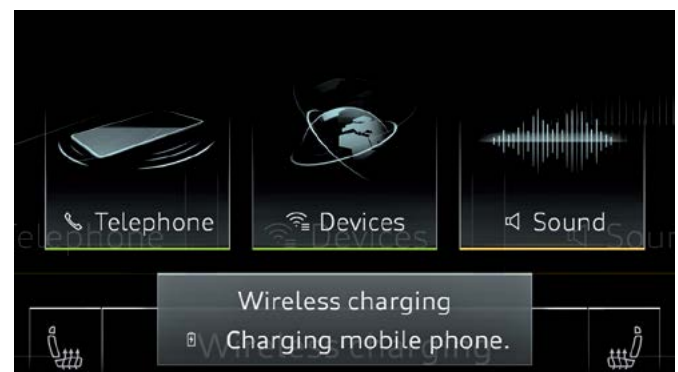 Telephone
Devices
Sound
Wireless charging
Charging mobile phone.